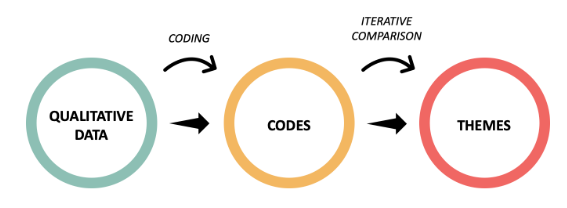 CODING
ITERATIVE
COMPARISON
QUALITATIVE
DATA
CODES
THEMES